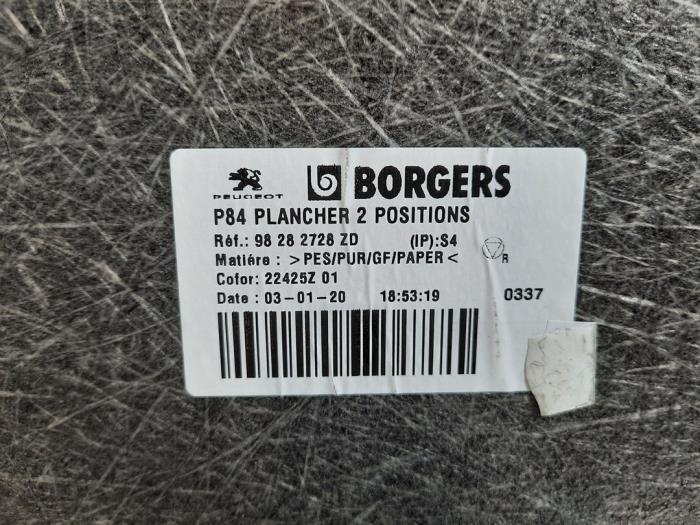 PEUGEOT BORGERS
P84 PLANCHER 2 POSITIONS
Réf.: 98 28 2728 ZD (IP):S4
Matiére : >PES/PUR/GF/PAPER< R
Cofor: 22425Z 01
Date : 03-01-20 18:53:19 0337